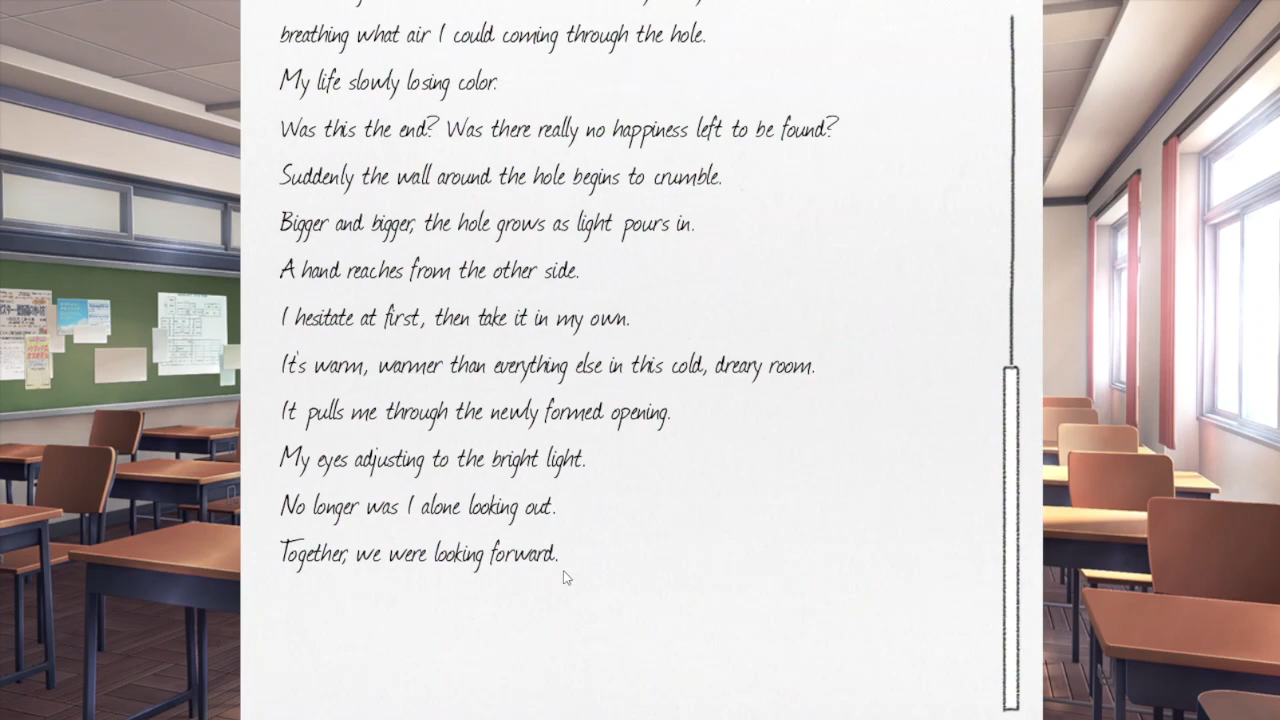 breathing what air I could coming through the hole.
My life slowly losing color.
Was this the end? Was there really no happiness left to be found?
Suddenly the wall around the hole begins to crumble.
Bigger and bigger, the hole grows as light pours in.
A hand reaches from the other side.
I hesitate at first, then take it in my own.
It's warm, warmer than everything else in this cold, dreary room.
It pulls me through the newly formed opening.
My eyes adjusting to the bright light.
No longer was I alone looking out.
Together, we were looking forward.